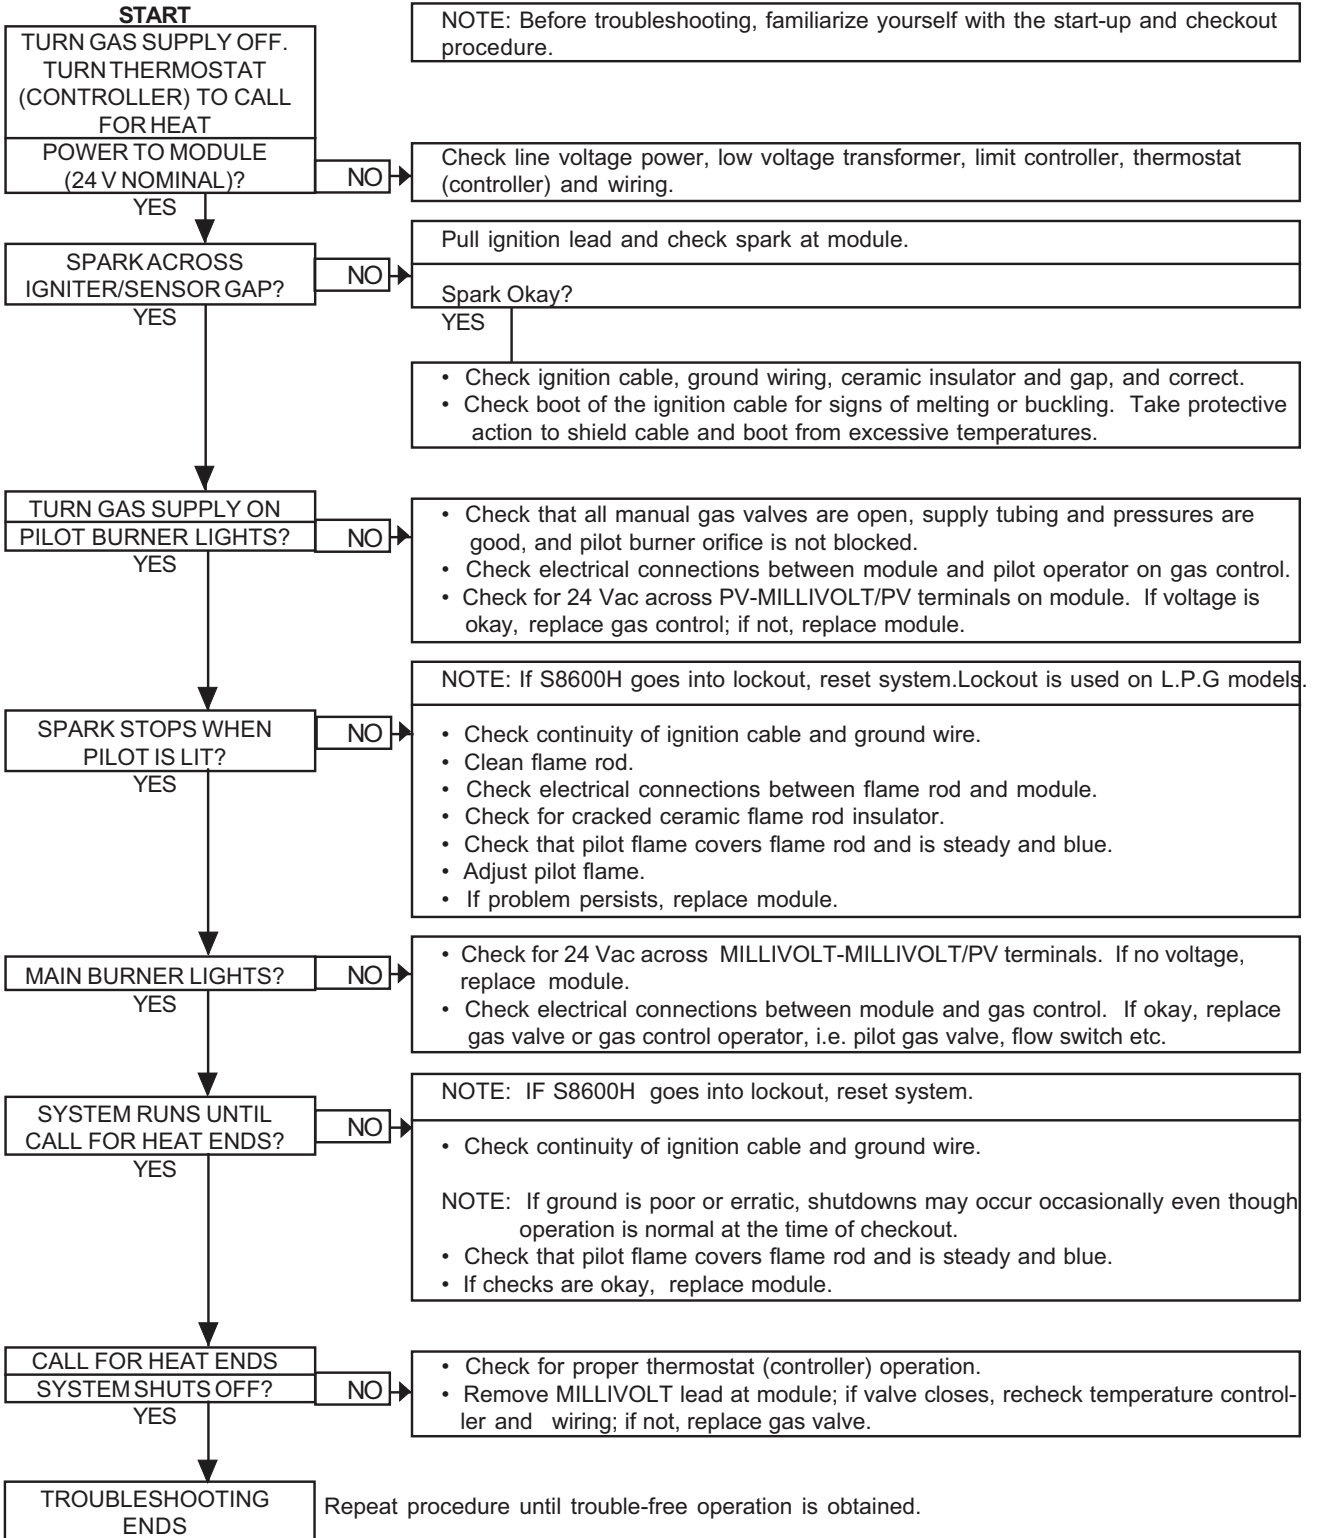 START
TURN GAS SUPPLY OFF.
TURN THERMOSTAT
(CONTROLLER) TO CALL
FOR HEAT
NOTE: Before troubleshooting, familiarize yourself with the start-up and checkout
procedure.
POWER TO MODULE
(24 V NOMINAL)?
NO
Check line voltage power, low voltage transformer, limit controller, thermostat
(controller) and wiring.
YES
SPARK ACROSS
IGNITER/SENSOR GAP?
NO
Pull ignition lead and check spark at module.
Spark Okay?
YES
YES
• Check ignition cable, ground wiring, ceramic insulator and gap, and correct.
• Check boot of the ignition cable for signs of melting or buckling. Take protective
action to shield cable and boot from excessive temperatures.
TURN GAS SUPPLY ON
PILOT BURNER LIGHTS?
NO
• Check that all manual gas valves are open, supply tubing and pressures are
good, and pilot burner orifice is not blocked.
• Check electrical connections between module and pilot operator on gas control.
• Check for 24 Vac across PV-MILLIVOLT/PV terminals on module. If voltage is
okay, replace gas control; if not, replace module.
YES
SPARK STOPS WHEN
PILOT IS LIT?
NO
NOTE: If S8600H goes into lockout, reset system.Lockout is used on L.P.G models.
• Check continuity of ignition cable and ground wire.
• Clean flame rod.
• Check electrical connections between flame rod and module.
• Check for cracked ceramic flame rod insulator.
• Check that pilot flame covers flame rod and is steady and blue.
• Adjust pilot flame.
• If problem persists, replace module.
YES
MAIN BURNER LIGHTS?
NO
• Check for 24 Vac across MILLIVOLT-MILLIVOLT/PV terminals. If no voltage,
replace module.
• Check electrical connections between module and gas control. If okay, replace
gas valve or gas control operator, i.e. pilot gas valve, flow switch etc.
YES
SYSTEM RUNS UNTIL
CALL FOR HEAT ENDS?
NO
NOTE: IF S8600H goes into lockout, reset system.
• Check continuity of ignition cable and ground wire.
NOTE: If ground is poor or erratic, shutdowns may occur occasionally even though
operation is normal at the time of checkout.
• Check that pilot flame covers flame rod and is steady and blue.
• If checks are okay, replace module.
YES
CALL FOR HEAT ENDS
SYSTEM SHUTS OFF?
NO
• Check for proper thermostat (controller) operation.
• Remove MILLIVOLT lead at module; if valve closes, recheck temperature control-
ler and wiring; if not, replace gas valve.
YES
TROUBLESHOOTING
ENDS
Repeat procedure until trouble-free operation is obtained.